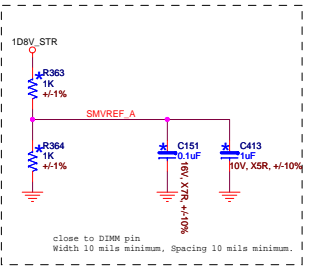 1D8V_STR
*R363
1K
+/-1%
SMVREF_A
*R364
1K
+/-1%
*C151
0.1uF
16V, X7R, +/-10%
*C413
1uF
10V, X5R, +/-10%
close to DIMM pin
Width 10 mils minimum, Spacing 10 mils minimum.